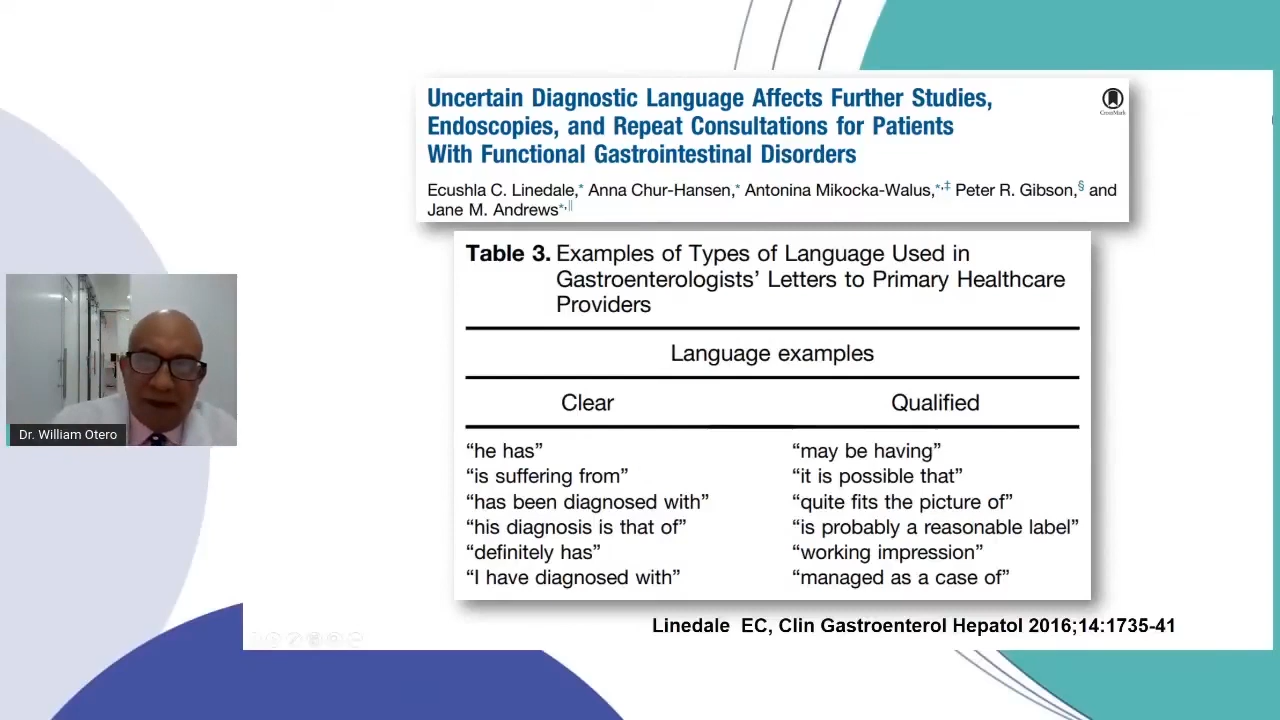 Uncertain Diagnostic Language Affects Further Studies,
Endoscopies, and Repeat Consultations for Patients
With Functional Gastrointestinal Disorders
CrossMark
Ecushla C. Linedale,* Anna Chur-Hansen,* Antonina Mikocka-Walus,*,‡ Peter R. Gibson,§ and
Jane M. Andrews*,||
Table 3. Examples of Types of Language Used in
Gastroenterologists’ Letters to Primary Healthcare
Providers
Language examples
Clear Qualified
“he has” “may be having”
“is suffering from” “it is possible that”
“has been diagnosed with” “quite fits the picture of”
“his diagnosis is that of” “is probably a reasonable label”
“definitely has” “working impression”
“I have diagnosed with” “managed as a case of”
Linedale EC, Clin Gastroenterol Hepatol 2016;14:1735-41
Dr. William Otero